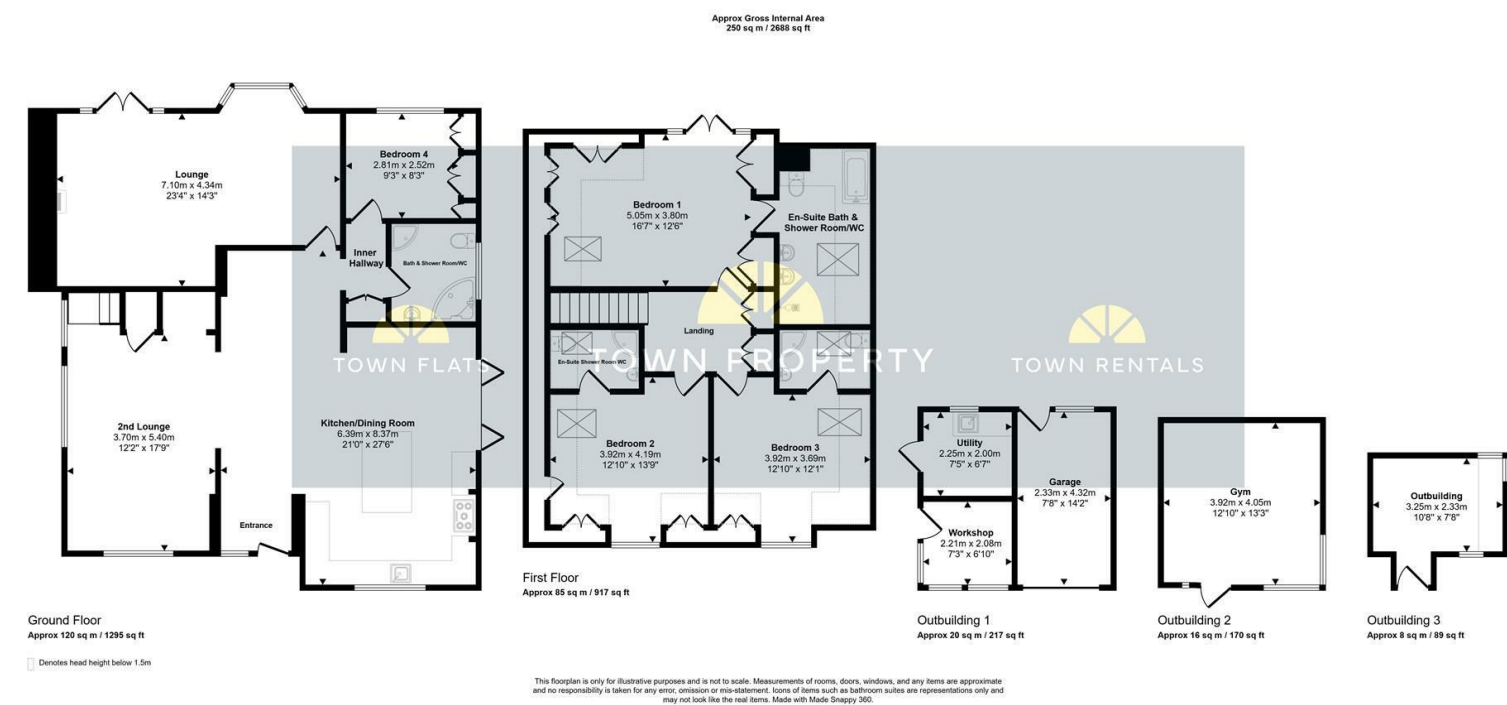 Approx Gross Internal Area
250 sq m / 2688 sq ft
Lounge
7.10m x 4.34m
23'4" x 14'3"
Bedroom 4
2.81m x 2.52m
9'3" x 8'3"
Inner
Hallway
Bath & Shower Room/WC
2nd Lounge
3.70m x 5.40m
12'2" x 17'9"
Kitchen/Dining Room
6.39m x 8.37m
21'0" x 27'6"
Entrance
TOWN FLATS
Ground Floor
Approx 120 sq m / 1295 sq ft
Denotes head height below 1.5m
Bedroom 1
5.05m x 3.80m
16'7" x 12'6"
En-Suite Bath &
Shower Room/WC
Landing
En-Suite Shower Room WC
TOWN PROPERTY
Bedroom 2
3.92m x 4.19m
12'10" x 13'9"
Bedroom 3
3.92m x 3.69m
12'10" x 12'1"
First Floor
Approx 85 sq m / 917 sq ft
TOWN RENTALS
Utility
2.25m x 2.00m
7'5" x 6'7"
Garage
2.33m x 4.32m
7'8" x 14'2"
Workshop
2.21m x 2.08m
7'3" x 6'10"
Outbuilding 1
Approx 20 sq m / 217 sq ft
Gym
3.92m x 4.05m
12'10" x 13'3"
Outbuilding 2
Approx 16 sq m / 170 sq ft
Outbuilding
3.25m x 2.33m
10'8" x 7'8"
Outbuilding 3
Approx 8 sq m / 89 sq ft
This floorplan is only for illustrative purposes and is not to scale. Measurements of rooms, doors, windows, and any items are approximate
and no responsibility is taken for any error, omission or mis-statement. Icons of items such as bathroom suites are representations only and
may not look like the real items. Made with Made Snappy 360.